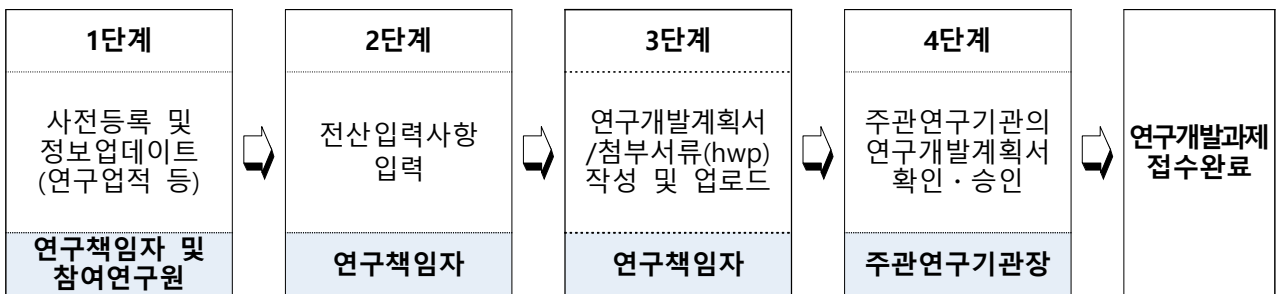 1단계
사전등록 및
정보업데이트
(연구업적 등)
연구책임자 및
참여연구원
2단계
전산입력사항
입력
연구책임자
3단계
연구개발계획서
/첨부서류(hwp)
작성 및 업로드
연구책임자
4단계
주관연구기관의
연구개발계획서
확인・승인
주관연구기관장
연구개발과제
접수완료